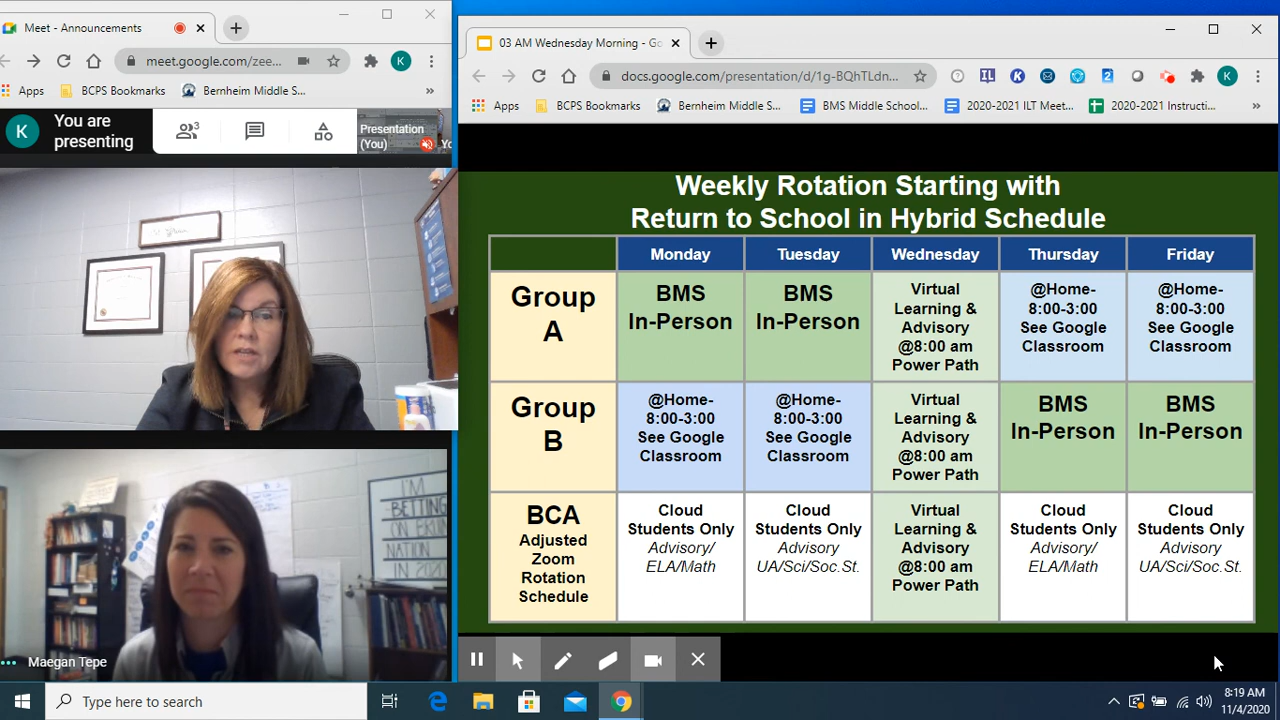 Meet - Announcements
meet.google.com/zee...
K
Apps
BCPS Bookmarks
Bernheim Middle S...
»
K
You are
presenting
3
Presentation
(You)
I'M
BETTING
ON
NATION
IN 2020
Maegan Tepe
03 AM Wednesday Morning - Go
docs.google.com/presentation/d/1g-BQhTLdn...
IL
K
2
K
Apps
BCPS Bookmarks
Bernheim Middle S...
BMS Middle School...
2020-2021 ILT Meet...
2020-2021 Instructi...
»
Weekly Rotation Starting with
Return to School in Hybrid Schedule
Monday
Tuesday
Wednesday
Thursday
Friday
Group
A
BMS
In-Person
BMS
In-Person
Virtual
Learning &
Advisory
@8:00 am
Power Path
@Home-
8:00-3:00
See Google
Classroom
@Home-
8:00-3:00
See Google
Classroom
Group
B
@Home-
8:00-3:00
See Google
Classroom
@Home-
8:00-3:00
See Google
Classroom
Virtual
Learning &
Advisory
@8:00 am
Power Path
BMS
In-Person
BMS
In-Person
BCA
Adjusted
Zoom
Rotation
Schedule
Cloud
Students Only
Advisory/
ELA/Math
Cloud
Students Only
Advisory
UA/Sci/Soc.St.
Virtual
Learning &
Advisory
@8:00 am
Power Path
Cloud
Students Only
Advisory/
ELA/Math
Cloud
Students Only
Advisory
UA/Sci/Soc.St.
Type here to search
8:19 AM
11/4/2020